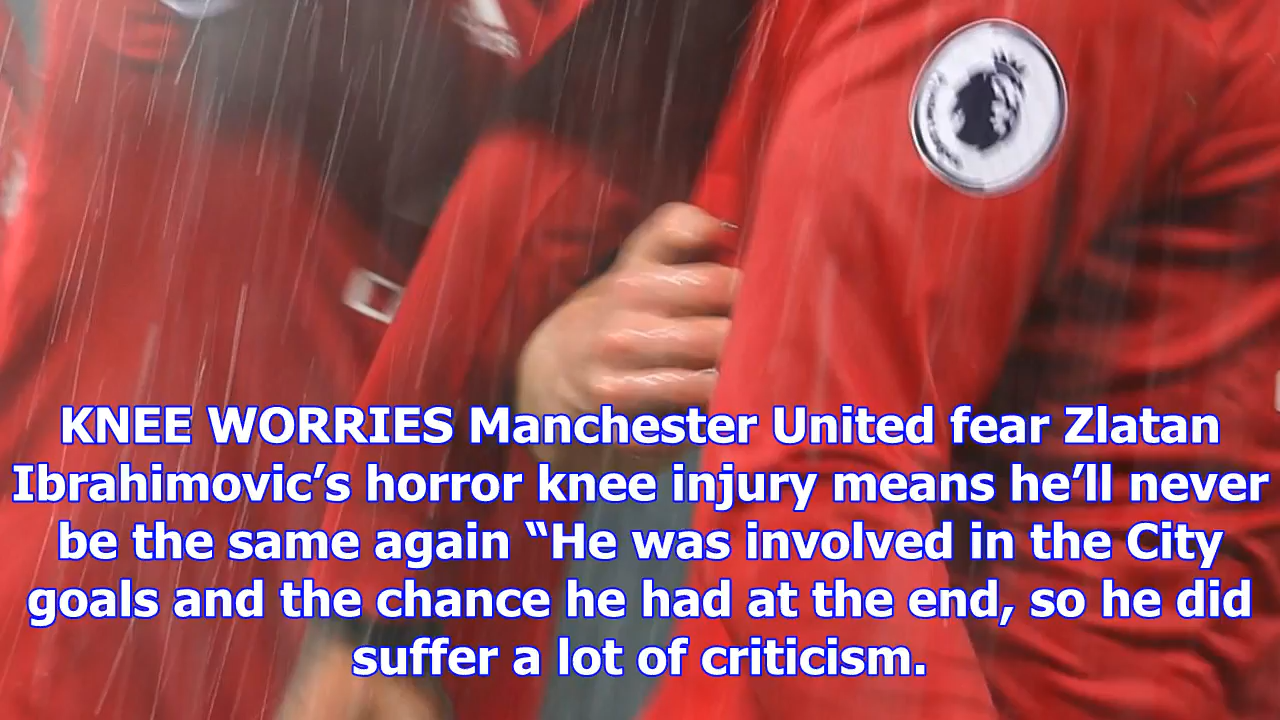 KNEE WORRIES Manchester United fear Zlatan
Ibrahimovic’s horror knee injury means he’ll never
be the same again “He was involved in the City
goals and the chance he had at the end, so he did
suffer a lot of criticism.